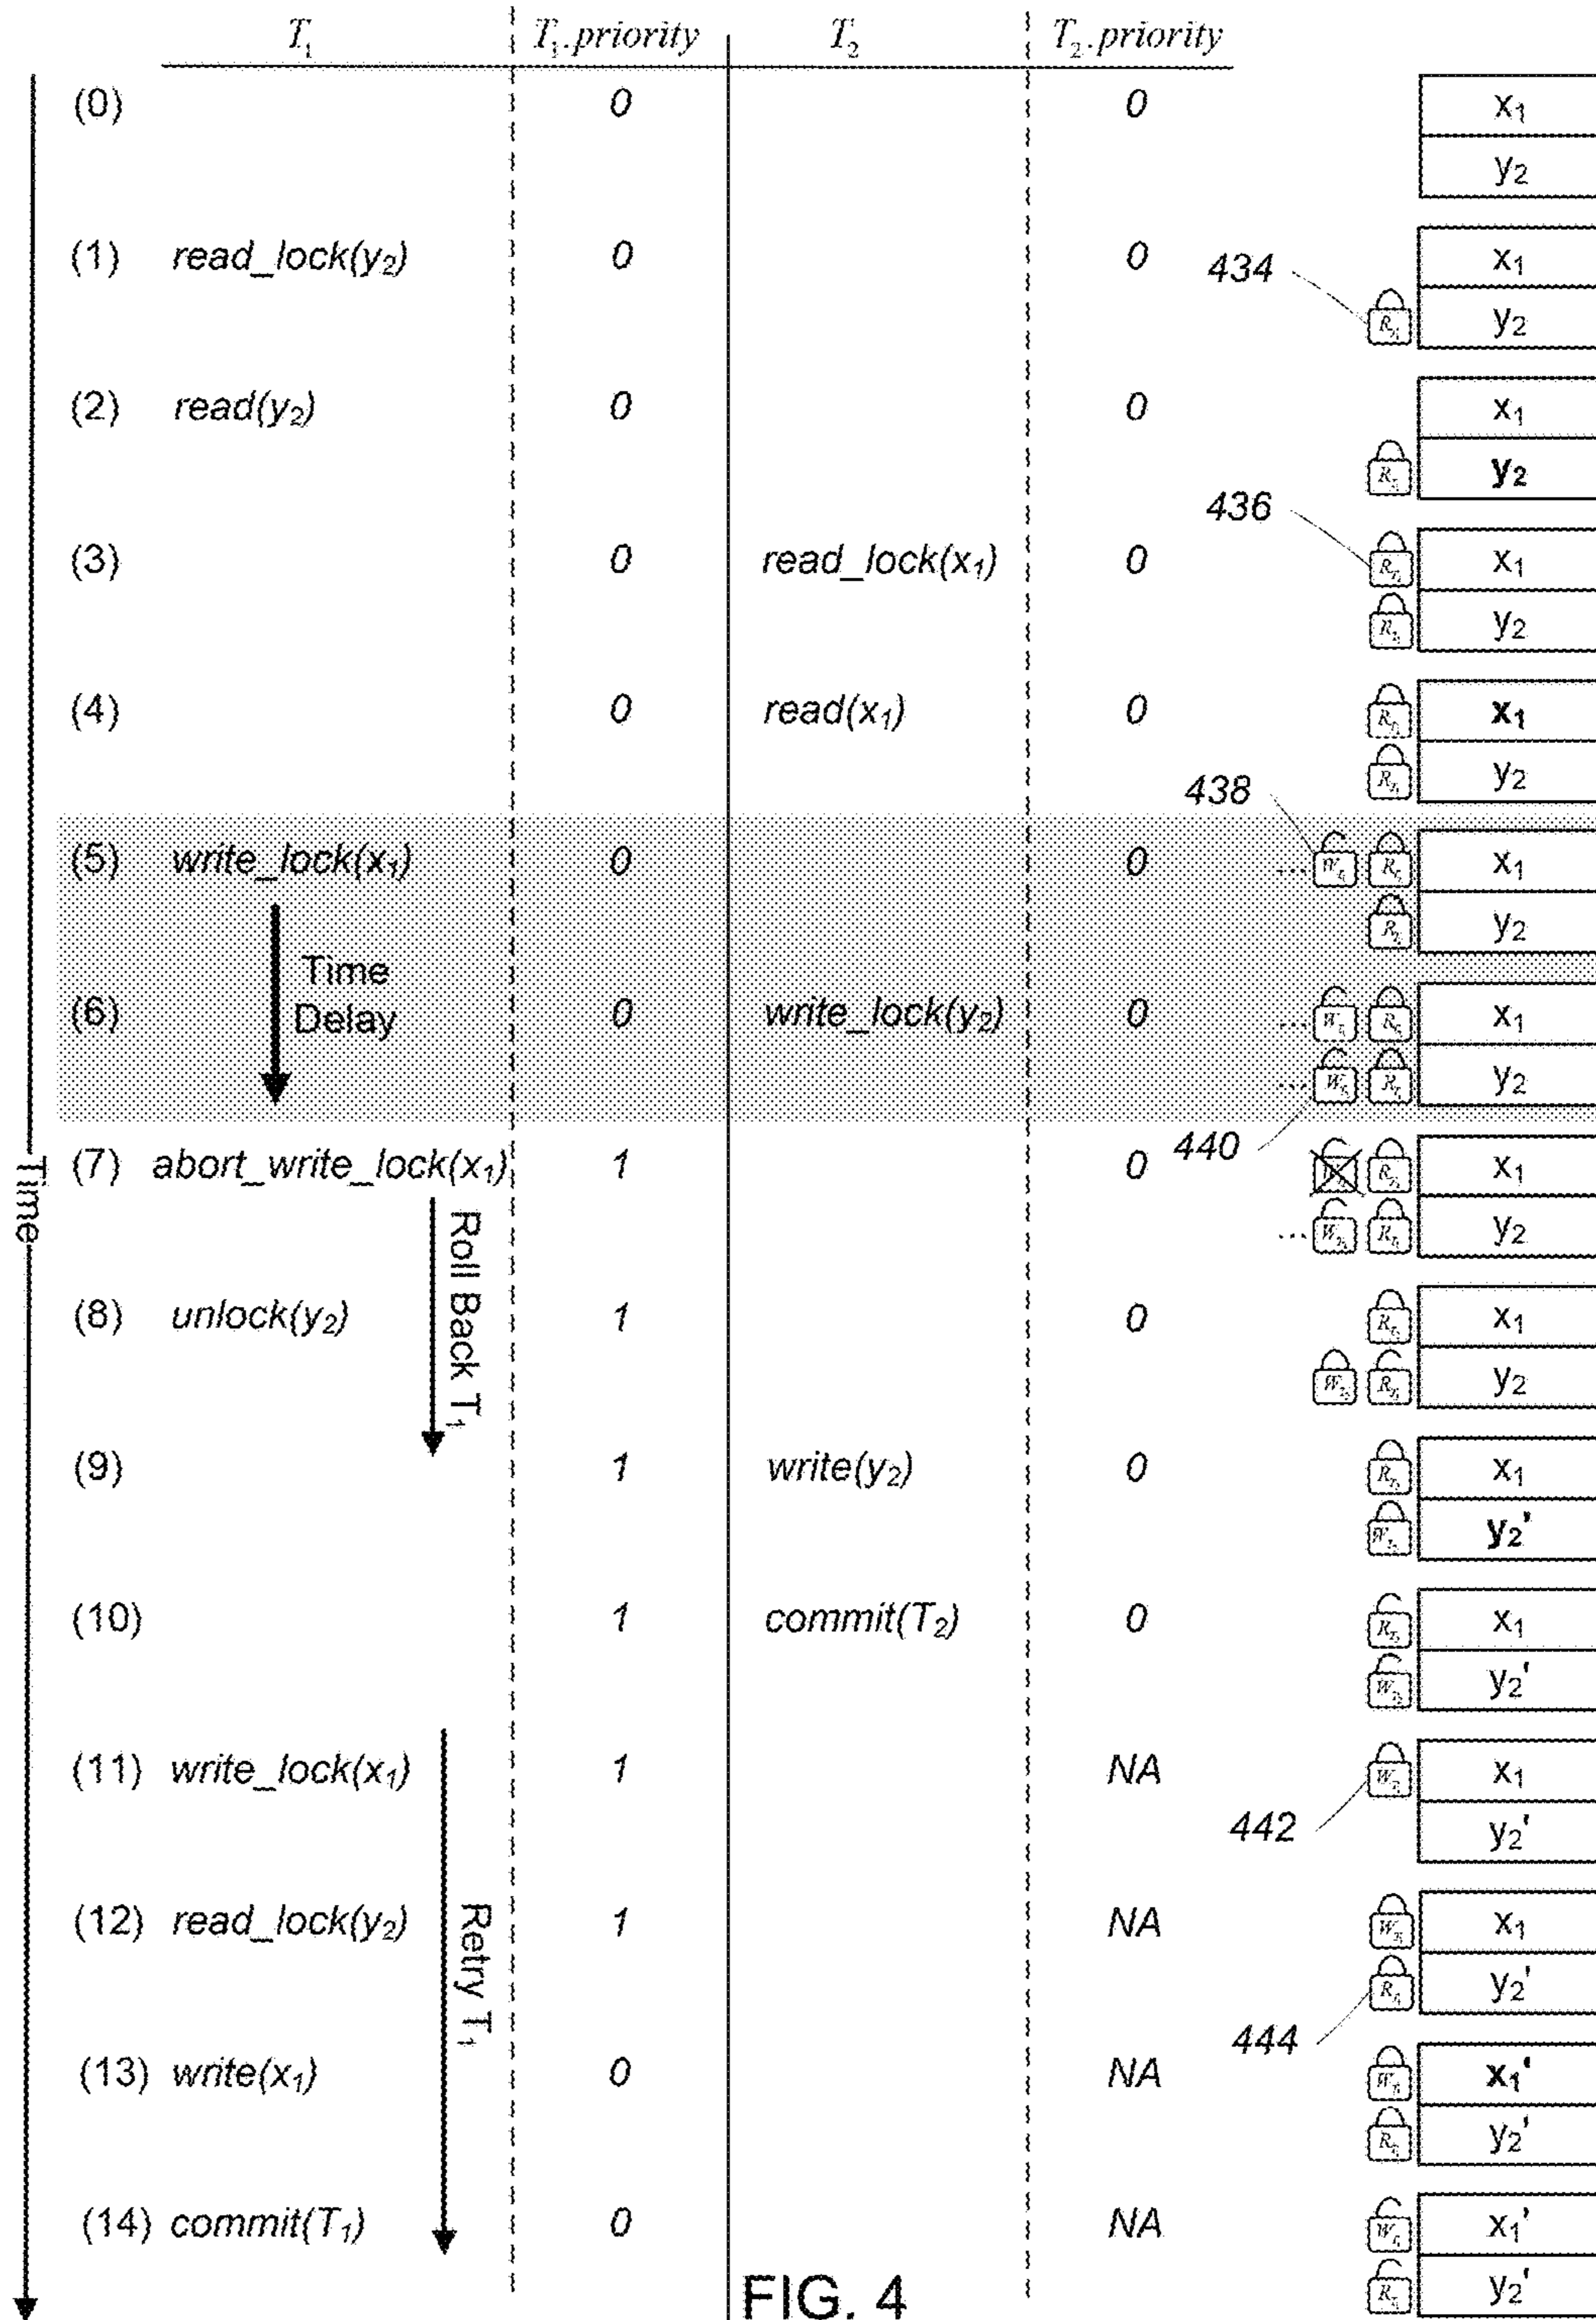 T₁ T₁.priority T₂ T₂.priority
(0) 0 0 x₁
y₂
(1) read_lock(y₂) 0 0 434 x₁
y₂
(2) read(y₂) 0 0 x₁
y₂
436
(3) 0 read_lock(x₁) 0 x₁
y₂
(4) 0 read(x₁) 0 x₁
y₂
438
(5) write_lock(x₁) 0 0 ... x₁
y₂
Time
(6) Delay 0 write_lock(y₂) 0 ... x₁
... y₂
(7) abort_write_lock(x₁) 1 0 440 x₁
... y₂
Time
Roll Back T₁
(8) unlock(y₂) 1 0 x₁
y₂
(9) 1 write(y₂) 0 x₁
y₂'
(10) 1 commit(T₂) 0 x₁
y₂'
(11) write_lock(x₁) 1 NA x₁
442 y₂'
(12) read_lock(y₂) 1 NA x₁
y₂'
Retry T₁
444
(13) write(x₁) 0 NA x₁'
y₂'
(14) commit(T₁) 0 NA x₁'
y₂'
FIG. 4